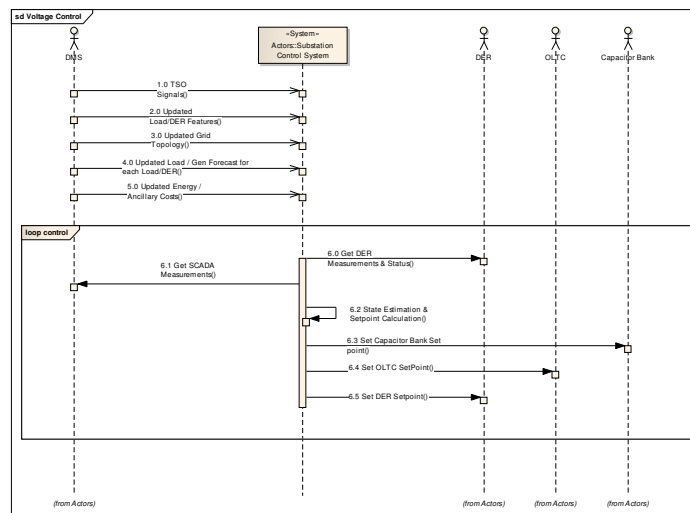 sd Voltage Control
DMS
«System»
Actors::Substation
Control System
DER
OLTC
Capacitor Bank
1.0 TSO
Signals()
2.0 Updated
Load/DER Features()
3.0 Updated Grid
Topology()
4.0 Updated Load / Gen Forecast for
each Load/DER()
5.0 Updated Energy /
Ancillary Costs()
loop control
6.0 Get DER
Measurements & Status()
6.1 Get SCADA
Measurements()
6.2 State Estimation &
Setpoint Calculation()
6.3 Set Capacitor Bank Set
point()
6.4 Set OLTC SetPoint()
6.5 Set DER Setpoint()
(from Actors)
(from Actors)
(from Actors)
(from Actors)